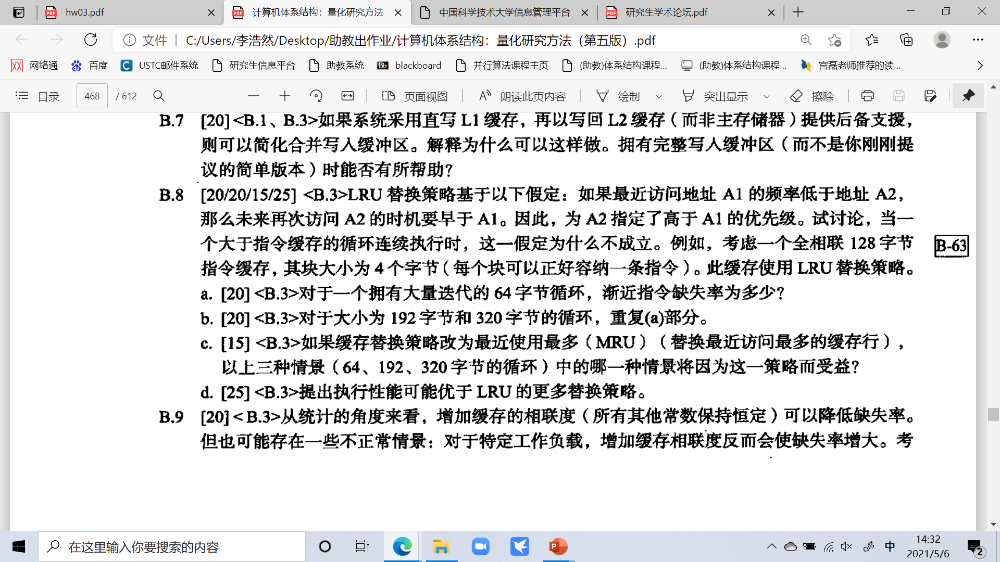 hw03.pdf
计算机体系结构：量化研究方法
中国科学技术大学信息管理平台
研究生学术论坛.pdf
文件 | C:/Users/李浩然/Desktop/助教出作业/计算机体系结构：量化研究方法（第五版）.pdf
网络通
百度
USTC邮件系统
研究生信息平台
助教系统
blackboard
并行算法课程主页
(助教)体系结构课程...
(助教)体系结构课程...
宫磊老师推荐的读...
目录
468 / 612
页面视图
朗读此页内容
绘制
突出显示
擦除
B.7 [20]<B.1、B.3>如果系统采用直写 L1 缓存，再以写回 L2 缓存（而非主存储器）提供后备支援，
则可以简化合并写入缓冲区。解释为什么可以这样做。拥有完整写入缓冲区（而不是你刚刚提
议的简单版本）时能否有所帮助？
B.8 [20/20/15/25] <B.3>LRU 替换策略基于以下假定：如果最近访问地址 A1 的频率低于地址 A2，
那么未来再次访问 A2 的时机要早于 A1。因此，为 A2 指定了高于 A1 的优先级。试讨论，当一
个大于指令缓存的循环连续执行时，这一假定为什么不成立。例如，考虑一个全相联 128 字节
指令缓存，其块大小为 4 个字节（每个块可以正好容纳一条指令）。此缓存使用 LRU 替换策略。
B-63
a. [20] <B.3>对于一个拥有大量迭代的 64 字节循环，渐近指令缺失率为多少？
b. [20] <B.3>对于大小为 192 字节和 320 字节的循环，重复(a)部分。
c. [15] <B.3>如果缓存替换策略改为最近使用最多（MRU）（替换最近访问最多的缓存行），
以上三种情景（64、192、320 字节的循环）中的哪一种情景将因为这一策略而受益？
d. [25] <B.3>提出执行性能可能优于 LRU 的更多替换策略。
B.9 [20]< B.3>从统计的角度来看，增加缓存的相联度（所有其他常数保持恒定）可以降低缺失率。
但也可能存在一些不正常情景：对于特定工作负载，增加缓存相联度反而会使缺失率增大。考
在这里输入你要搜索的内容
中
14:32
2021/5/6
2